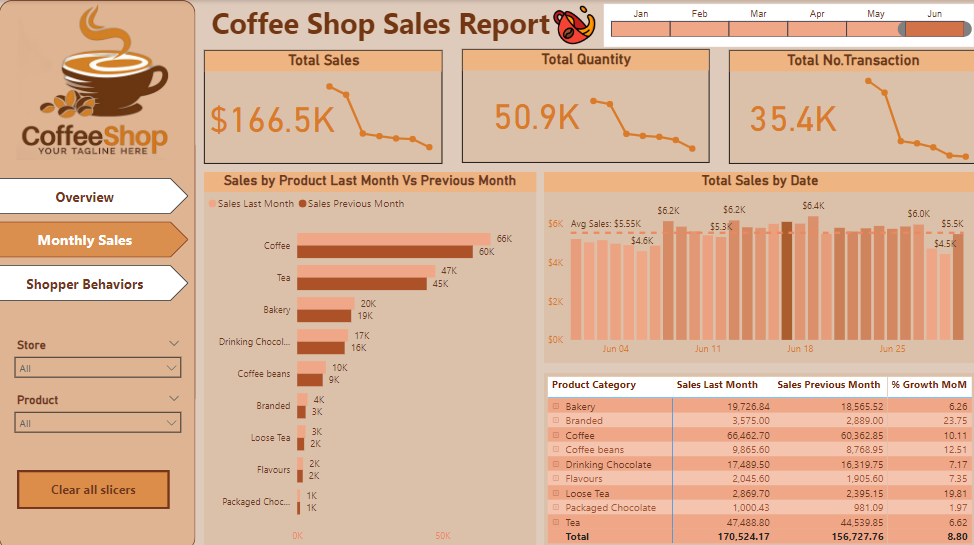 Coffee Shop Sales Report
Jan Feb Mar Apr May Jun
CoffeeShop
YOUR TAGLINE HERE
Overview
Monthly Sales
Shopper Behaviors
Store
All
Product
All
Clear all slicers
Total Sales
$166.5K
Total Quantity
50.9K
Total No.Transaction
35.4K
Sales by Product Last Month Vs Previous Month
Sales Last Month Sales Previous Month
Coffee 66K 60K
Tea 47K 45K
Bakery 20K 19K
Drinking Chocol... 17K 16K
Coffee beans 10K 9K
Branded 4K 3K
Loose Tea 3K 2K
Flavours 2K 2K
Packaged Choc... 1K 1K
0K 50K
Total Sales by Date
$6K
$4K
$2K
$0K
Avg Sales: $5.55K
$4.6K
$6.2K
$5.3K
$6.2K
$6.4K
$6.0K
$4.5K
$5.5K
Jun 04 Jun 11 Jun 18 Jun 25
Product Category Sales Last Month Sales Previous Month % Growth MoM
Bakery 19,726.84 18,565.52 6.26
Branded 3,575.00 2,889.00 23.75
Coffee 66,462.70 60,362.85 10.11
Coffee beans 9,865.60 8,768.95 12.51
Drinking Chocolate 17,489.50 16,319.75 7.17
Flavours 2,045.60 1,905.60 7.35
Loose Tea 2,869.70 2,395.15 19.81
Packaged Chocolate 1,000.43 981.09 1.97
Tea 47,488.80 44,539.85 6.62
Total 170,524.17 156,727.76 8.80